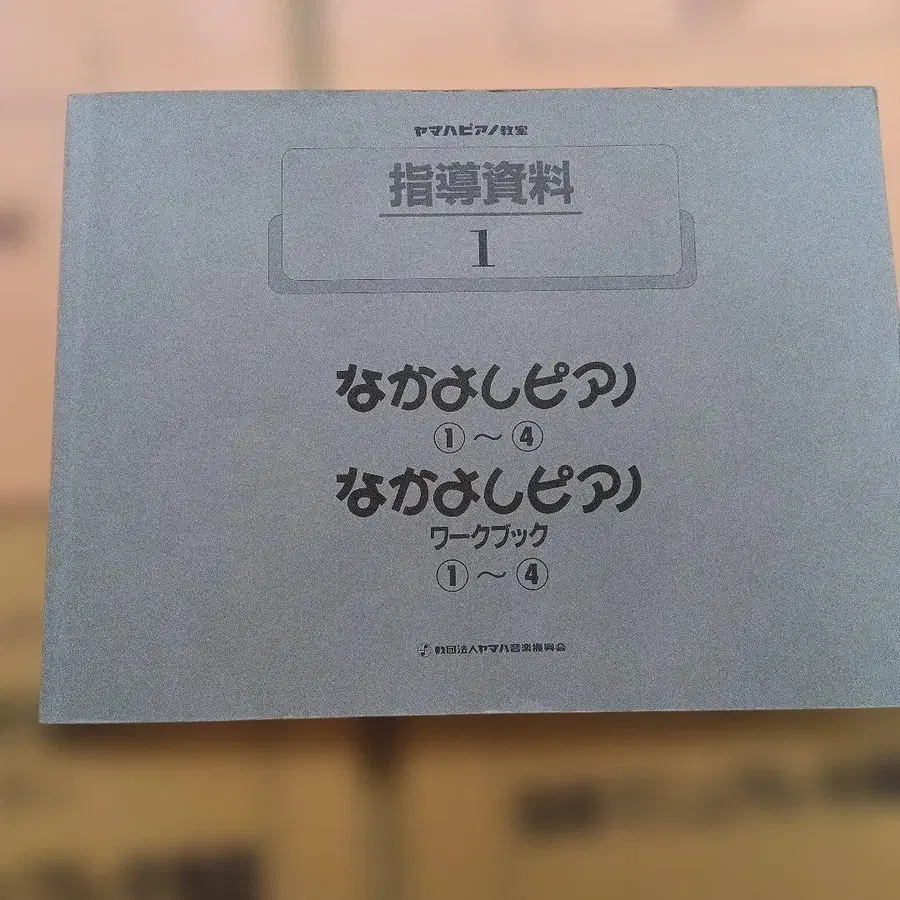 ヤマハピアノ教室
指導資料
1
なかよしピアノ
①～④
なかよしピアノ
ワークブック
①～④
財団法人ヤマハ音楽振興会